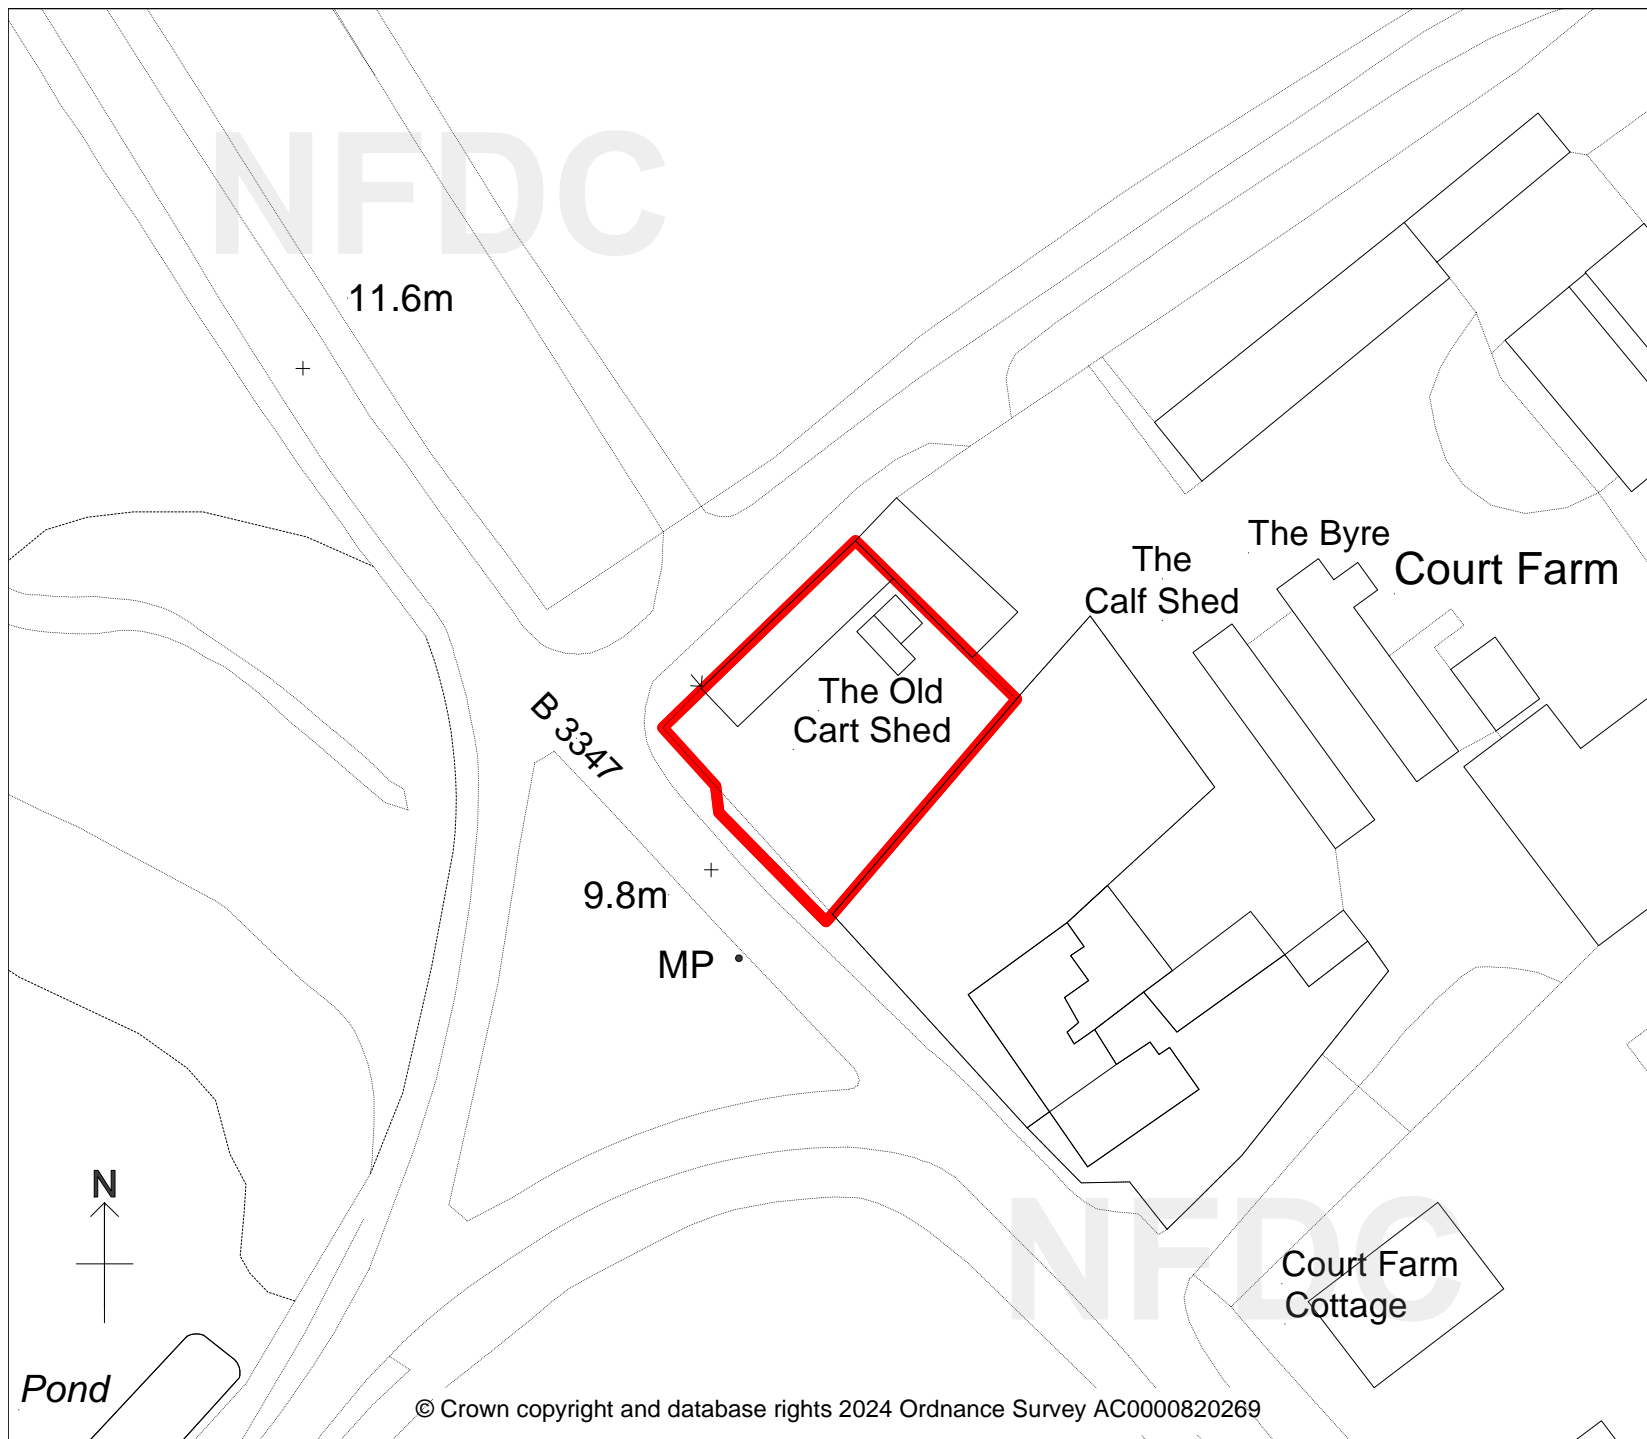 NFDC
11.6m
The Byre
The
Calf Shed
Court Farm
The Old
Cart Shed
B 3347
9.8m
MP
N
NFDC
Court Farm
Cottage
Pond
© Crown copyright and database rights 2024 Ordnance Survey AC0000820269